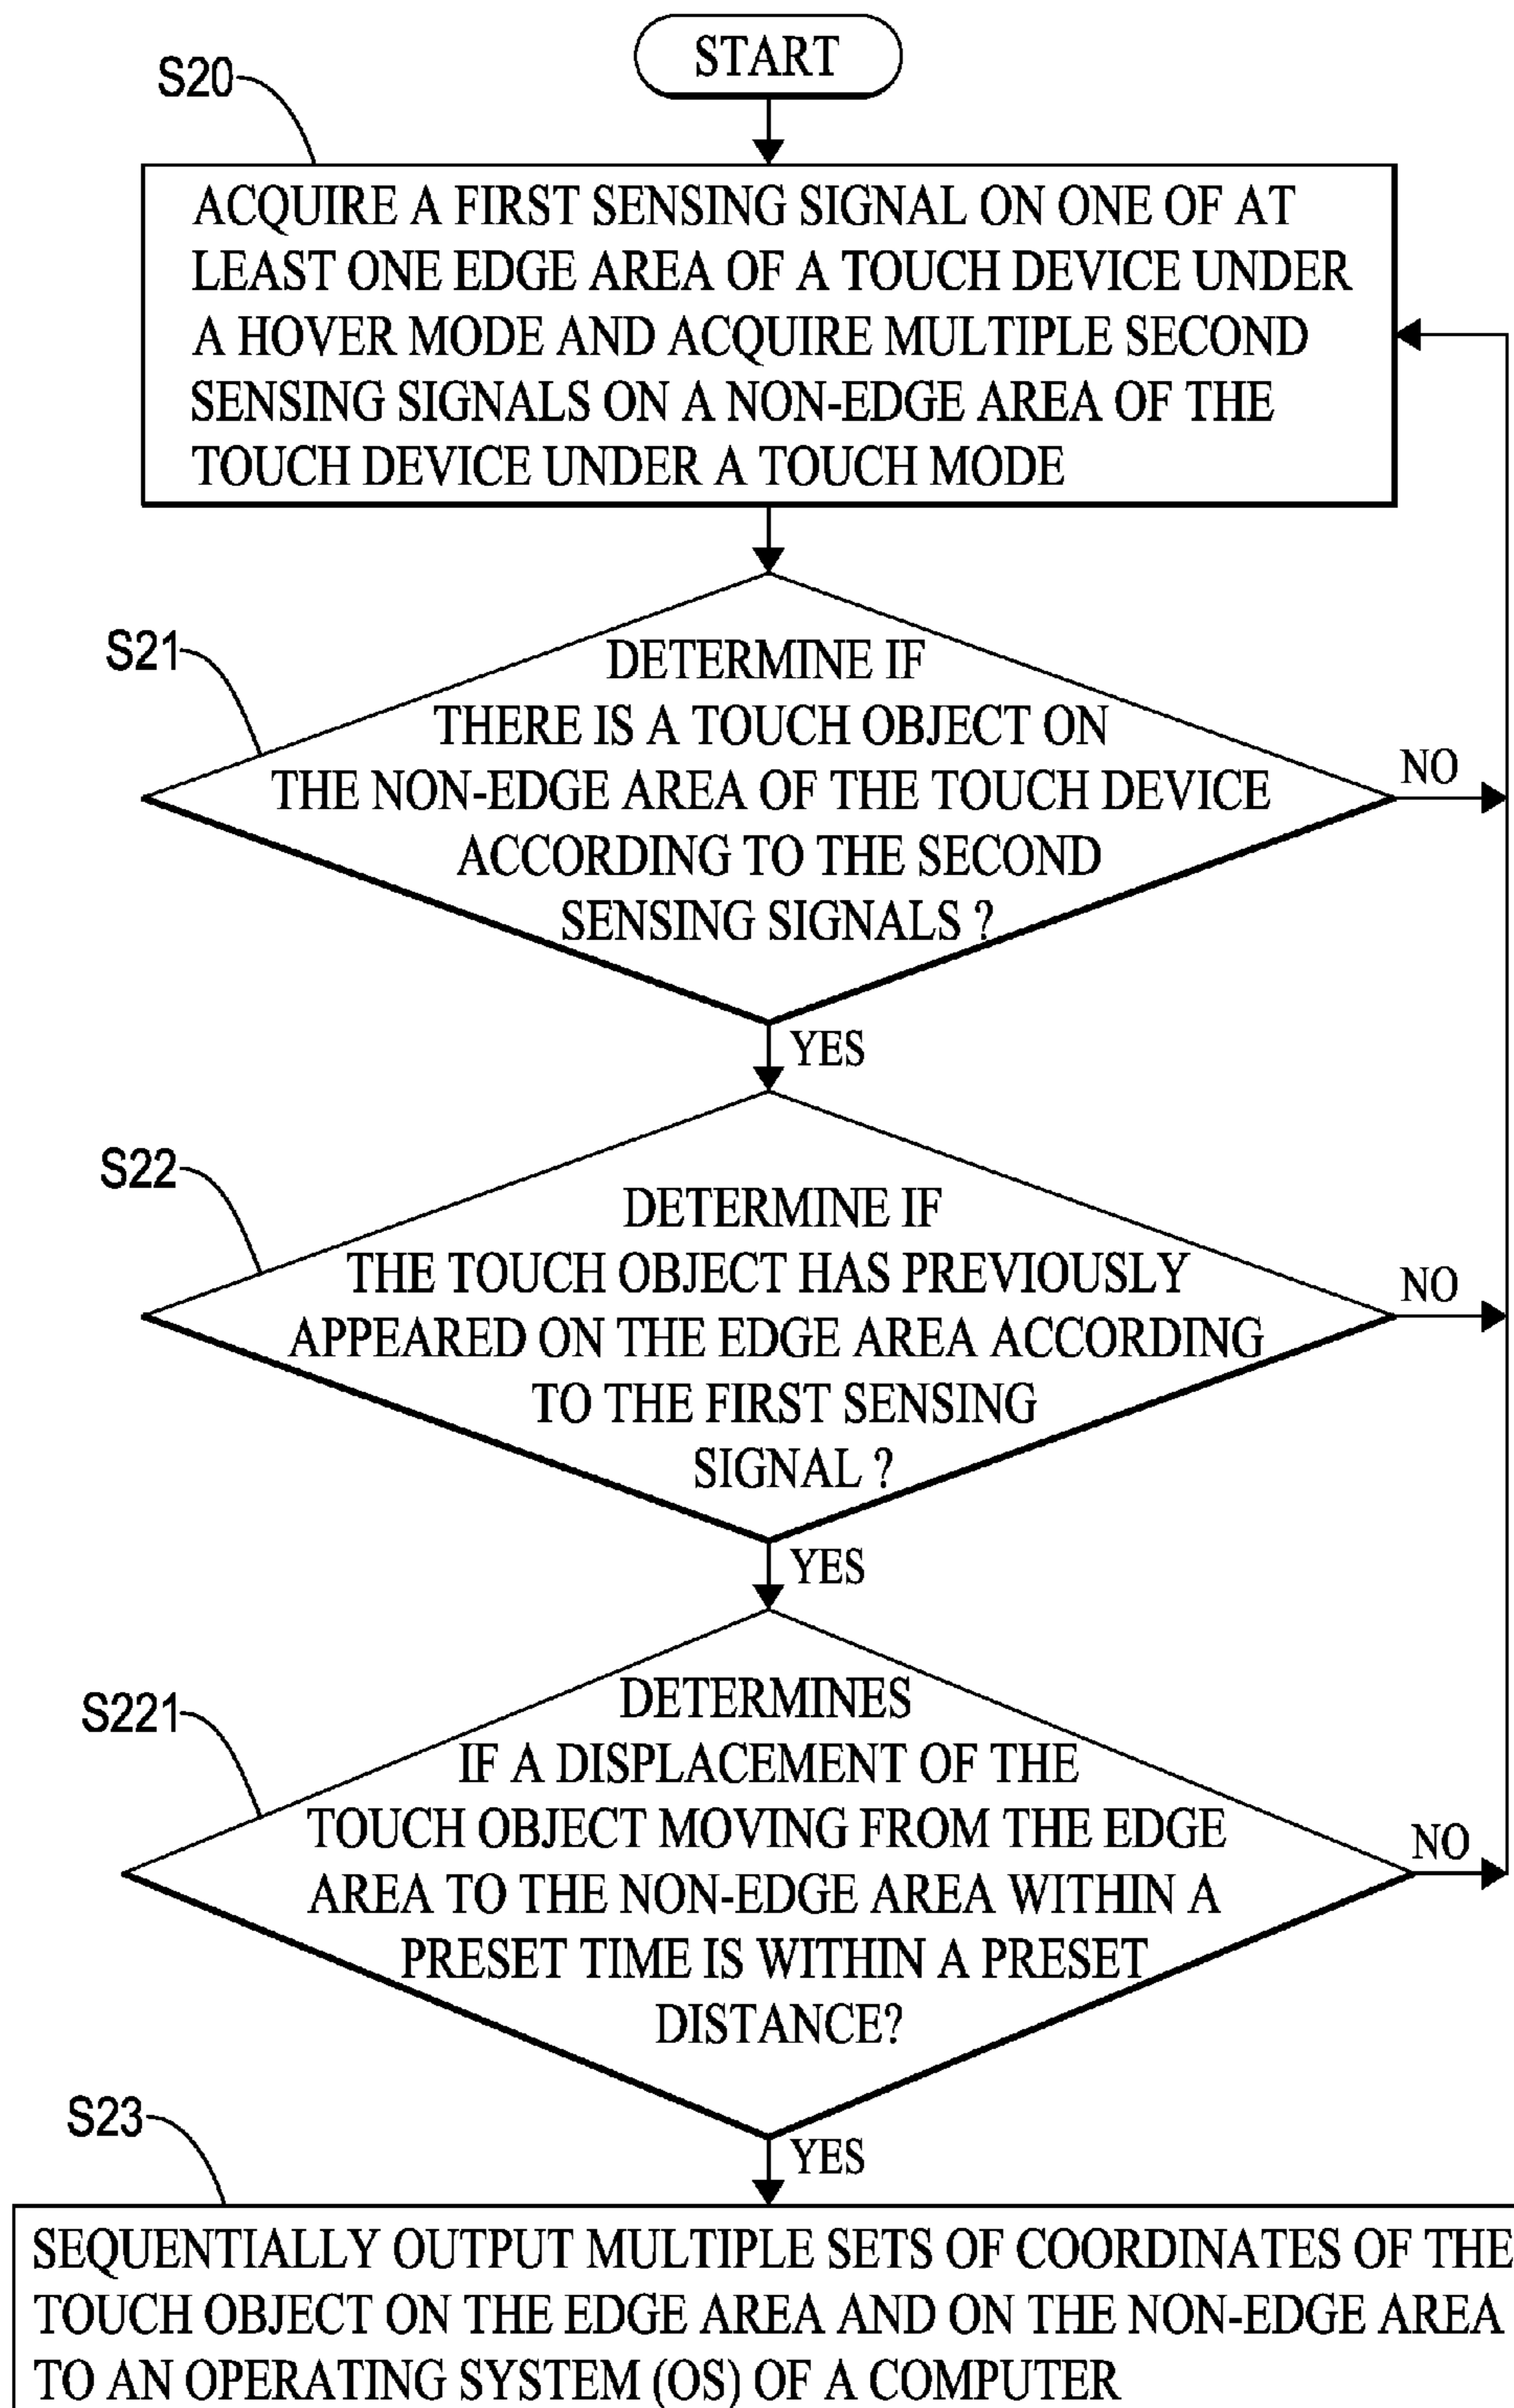 START
S20
ACQUIRE A FIRST SENSING SIGNAL ON ONE OF AT
LEAST ONE EDGE AREA OF A TOUCH DEVICE UNDER
A HOVER MODE AND ACQUIRE MULTIPLE SECOND
SENSING SIGNALS ON A NON-EDGE AREA OF THE
TOUCH DEVICE UNDER A TOUCH MODE
S21
DETERMINE IF
THERE IS A TOUCH OBJECT ON
THE NON-EDGE AREA OF THE TOUCH DEVICE
ACCORDING TO THE SECOND
SENSING SIGNALS ?
NO
YES
S22
DETERMINE IF
THE TOUCH OBJECT HAS PREVIOUSLY
APPEARED ON THE EDGE AREA ACCORDING
TO THE FIRST SENSING
SIGNAL ?
NO
YES
S221
DETERMINES
IF A DISPLACEMENT OF THE
TOUCH OBJECT MOVING FROM THE EDGE
AREA TO THE NON-EDGE AREA WITHIN A
PRESET TIME IS WITHIN A PRESET
DISTANCE?
NO
YES
S23
SEQUENTIALLY OUTPUT MULTIPLE SETS OF COORDINATES OF THE
TOUCH OBJECT ON THE EDGE AREA AND ON THE NON-EDGE AREA
TO AN OPERATING SYSTEM (OS) OF A COMPUTER